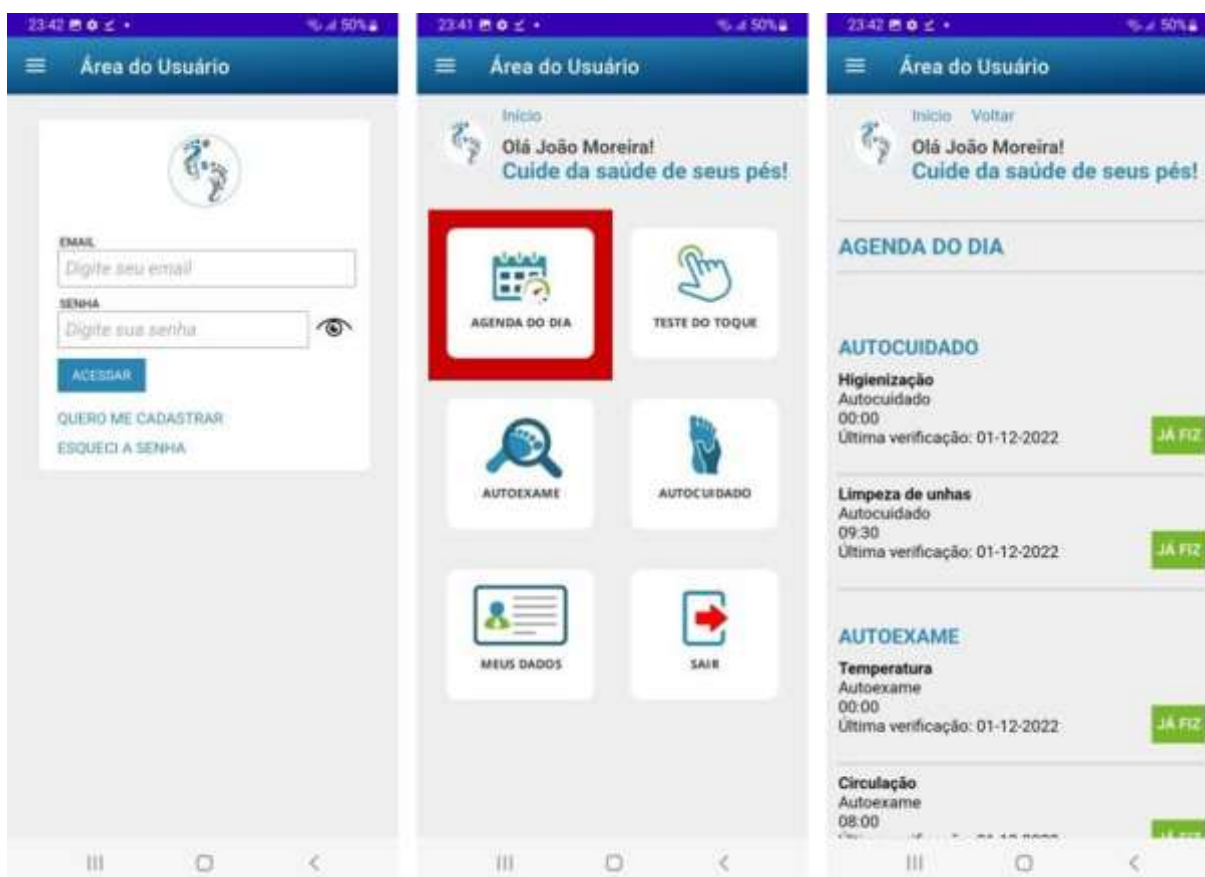 23:42
50%
Área do Usuário
EMAIL
Digite seu email
SENHA
Digite sua senha
ACESSAR
QUERO ME CADASTRAR
ESQUECI A SENHA
23:41
50%
Área do Usuário
Início
Olá João Moreira!
Cuide da saúde de seus pés!
AGENDA DO DIA
TESTE DO TOQUE
AUTOEXAME
AUTOCUIDADO
MEUS DADOS
SAIR
23:42
50%
Área do Usuário
Início Voltar
Olá João Moreira!
Cuide da saúde de seus pés!
AGENDA DO DIA
AUTOCUIDADO
Higienização
Autocuidado
00:00
Última verificação: 01-12-2022
JÁ FIZ
Limpeza de unhas
Autocuidado
09:30
Última verificação: 01-12-2022
JÁ FIZ
AUTOEXAME
Temperatura
Autoexame
00:00
Última verificação: 01-12-2022
JÁ FIZ
Circulação
Autoexame
08:00